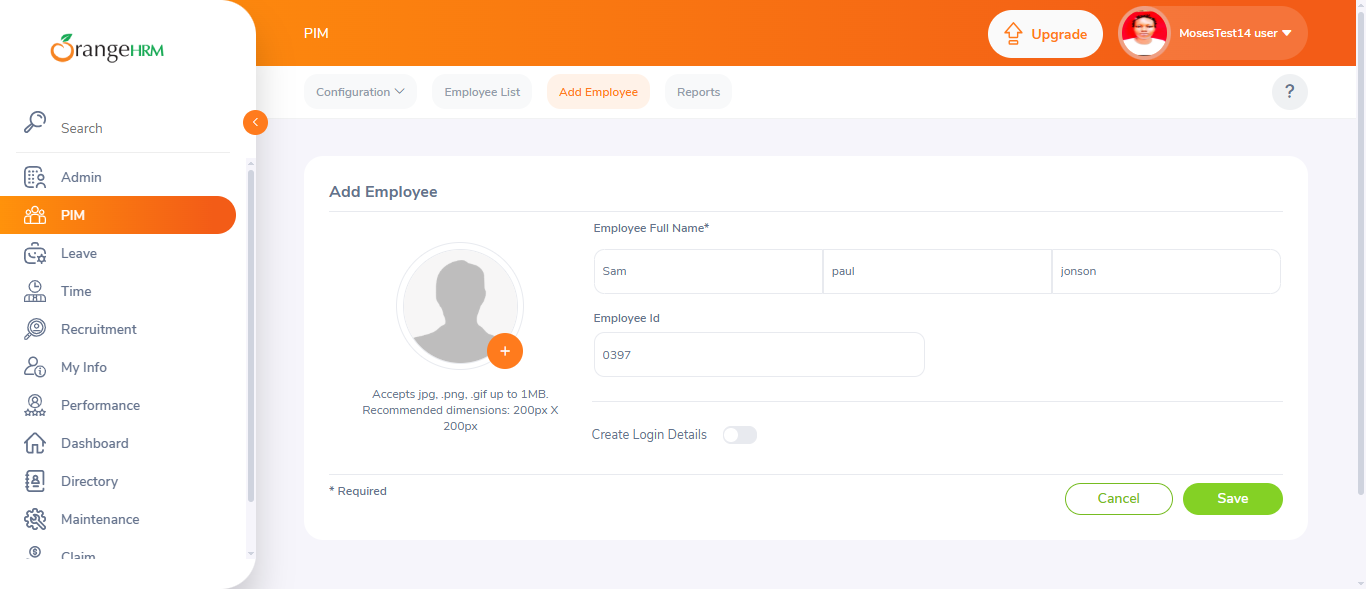 OrangeHRM
Search
Admin
PIM
Leave
Time
Recruitment
My Info
Performance
Dashboard
Directory
Maintenance
Claim
PIM
Upgrade
MosesTest14 user
Configuration
Employee List
Add Employee
Reports
?
Add Employee
Accepts jpg, .png, .gif up to 1MB.
Recommended dimensions: 200px X
200px
Employee Full Name*
Sam
paul
jonson
Employee Id
0397
Create Login Details
* Required
Cancel
Save